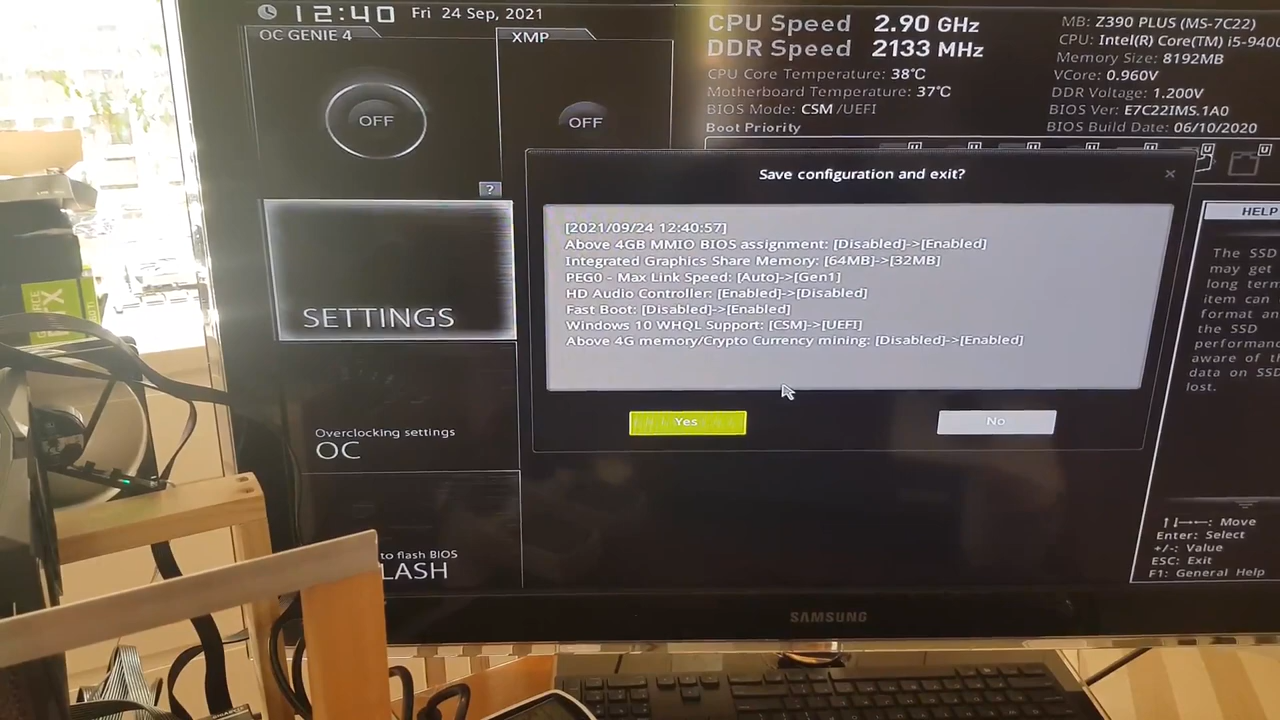 12:40 Fri 24 Sep, 2021
OC GENIE 4
XMP
OFF
OFF
CPU Speed 2.90 GHz
DDR Speed 2133 MHz
CPU Core Temperature: 38°C
Motherboard Temperature: 37°C
BIOS Mode: CSM /UEFI
Boot Priority
MB: Z390 PLUS (MS-7C22)
CPU: Intel(R) Core(TM) i5-9400
Memory Size: 8192MB
VCore: 0.960V
DDR Voltage: 1.200V
BIOS Ver: E7C22IMS.1A0
BIOS Build Date: 06/10/2020
U U U U U U U
?
SETTINGS
Overclocking settings
OC
to flash BIOS
LASH
Save configuration and exit?
[2021/09/24 12:40:57]
Above 4GB MMIO BIOS assignment: [Disabled]->[Enabled]
Integrated Graphics Share Memory: [64MB]->[32MB]
PEG0 - Max Link Speed: [Auto]->[Gen1]
HD Audio Controller: [Enabled]->[Disabled]
Fast Boot: [Disabled]->[Enabled]
Windows 10 WHQL Support: [CSM]->[UEFI]
Above 4G memory/Crypto Currency mining: [Disabled]->[Enabled]
Yes
No
HELP
The SSD
may get
long term
item can
format an
the SSD
performanc
aware of th
data on SSD
lost.
↑↓→←: Move
Enter: Select
+/-: Value
ESC: Exit
F1: General Help
SAMSUNG